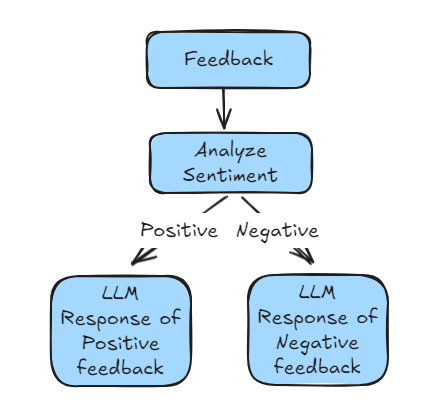 Feedback
Analyze
Sentiment
Positive Negative
LLM
Response of
Positive
feedback
LLM
Response of
Negative
feedback